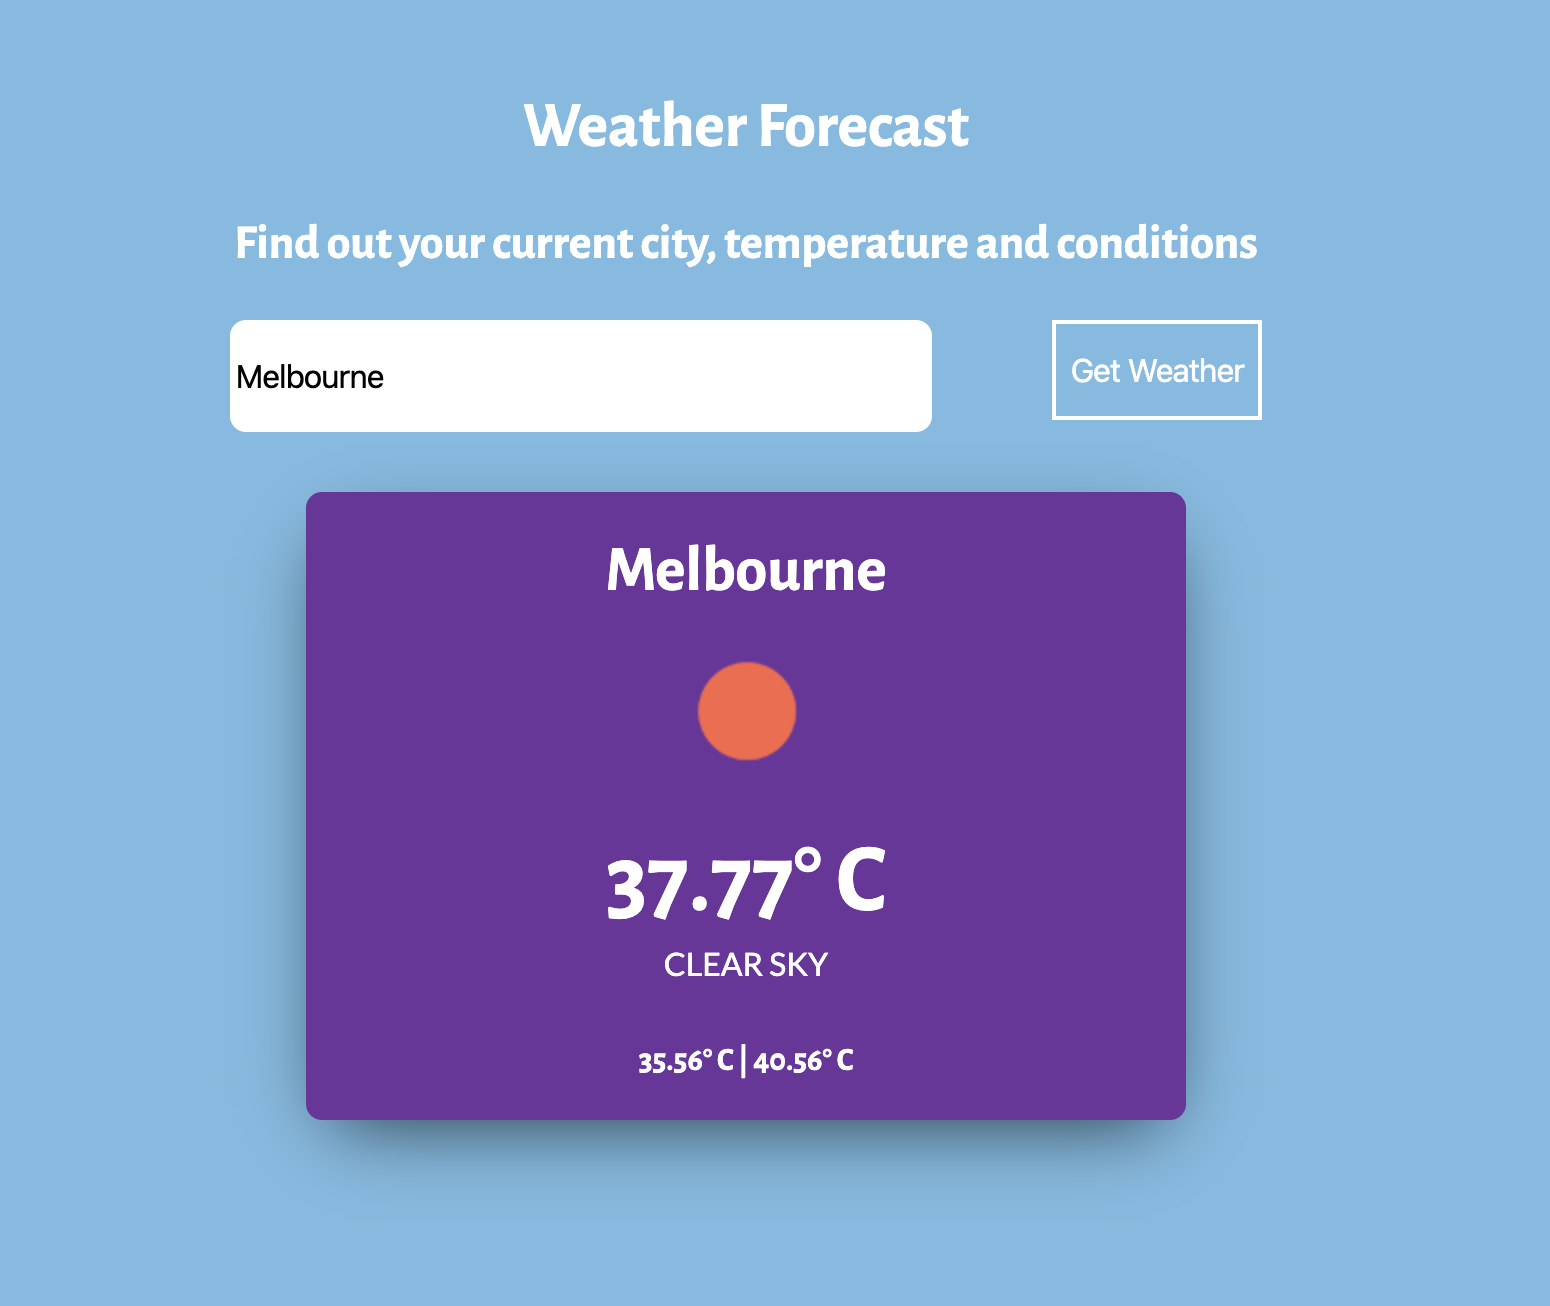 Weather Forecast
Find out your current city, temperature and conditions
Melbourne
Get Weather
Melbourne
37.77° C
CLEAR SKY
35.56° C | 40.56° C